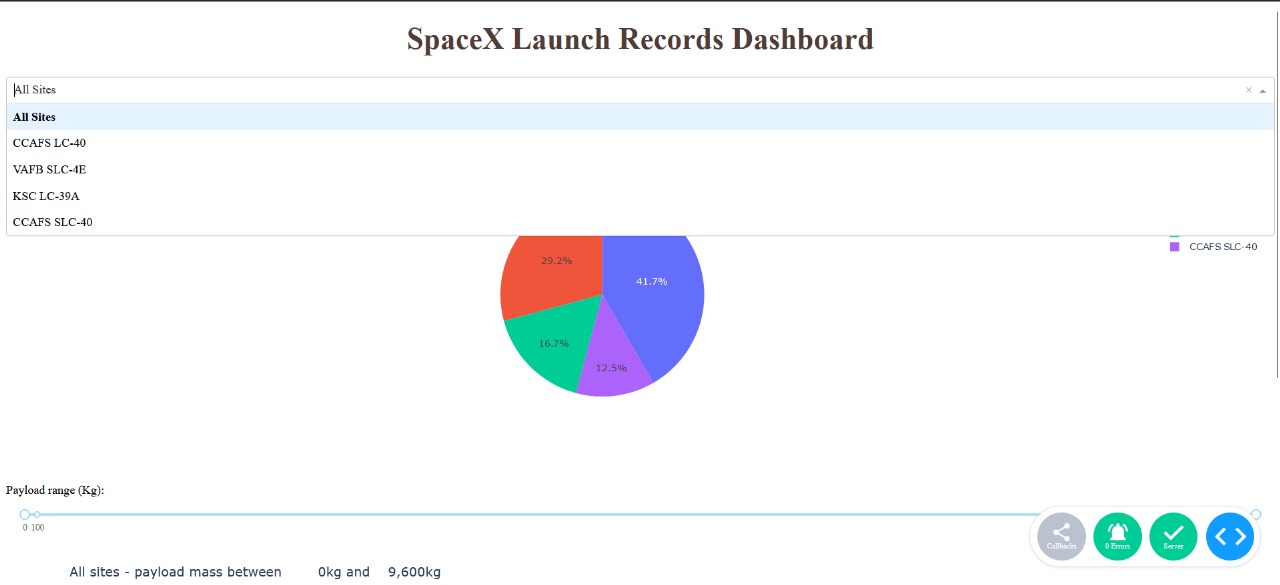 SpaceX Launch Records Dashboard
All Sites
All Sites
CCAFS LC-40
VAFB SLC-4E
KSC LC-39A
CCAFS SLC-40
CCAFS SLC-40
29.2%
41.7%
16.7%
12.5%
Payload range (Kg):
0 100
Callbacks
0 Errors
Server
All sites - payload mass between 0kg and 9,600kg